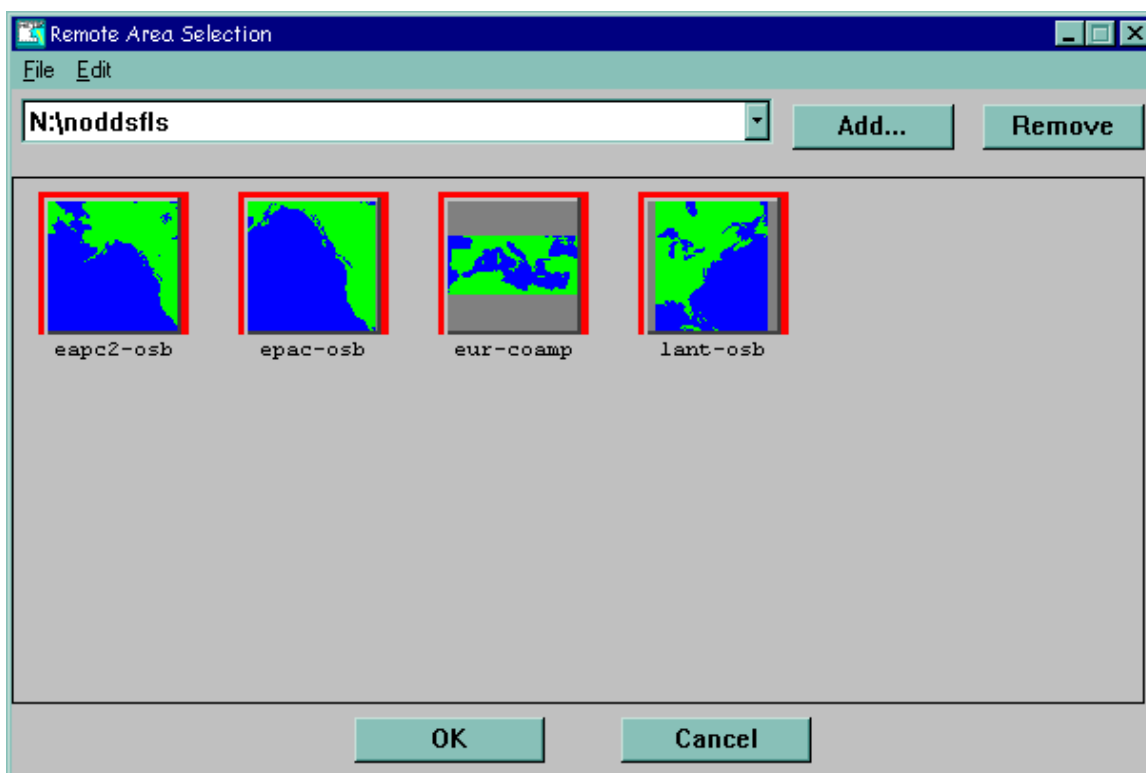 Remote Area Selection
File Edit
N:\noddsfls Add... Remove
eapc2-osb epac-osb eur-coamp lant-osb
OK Cancel